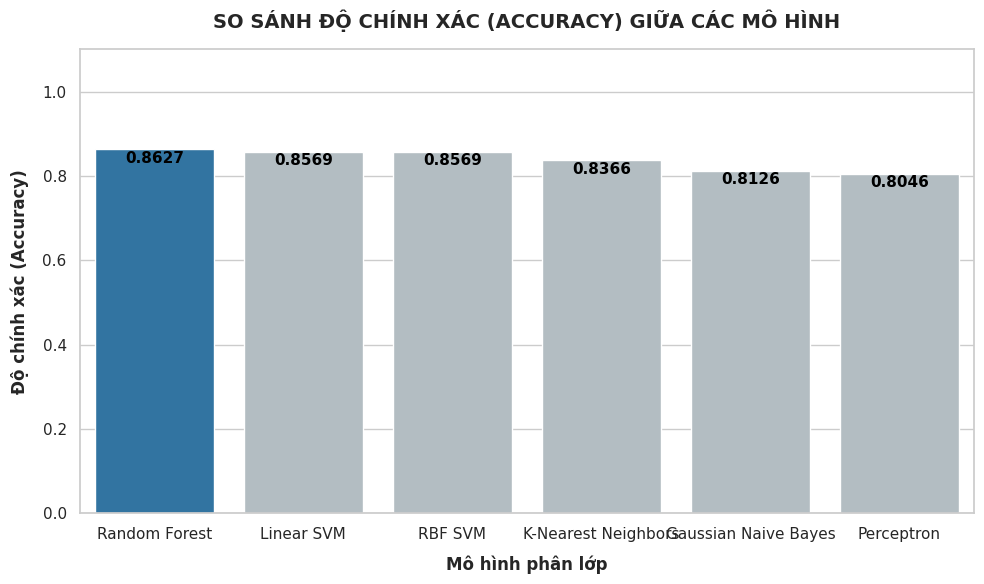 SO SÁNH ĐỘ CHÍNH XÁC (ACCURACY) GIỮA CÁC MÔ HÌNH
Độ chính xác (Accuracy)
1.0
0.8
0.6
0.4
0.2
0.0
0.8627
0.8569
0.8569
0.8366
0.8126
0.8046
Random Forest
Linear SVM
RBF SVM
K-Nearest Neighbors
Gaussian Naive Bayes
Perceptron
Mô hình phân lớp